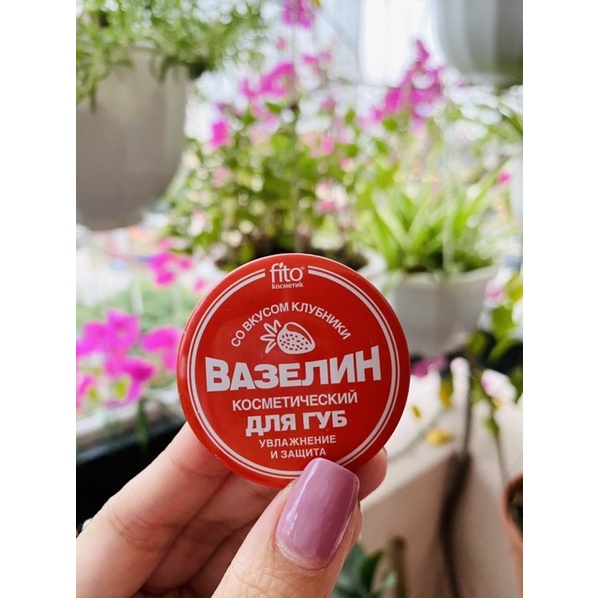 fito®
косметик
СО ВКУСОМ КЛУБНИКИ
ВАЗЕЛИН
КОСМЕТИЧЕСКИЙ
ДЛЯ ГУБ
УВЛАЖНЕНИЕ
И ЗАЩИТА